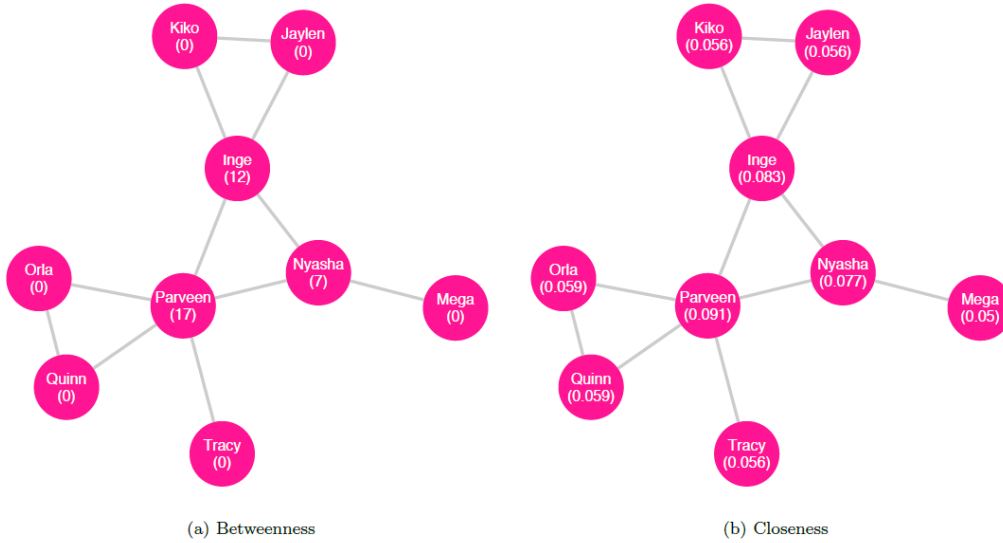 Kiko
(0)
Jaylen
(0)
Inge
(12)
Orla
(0)
Parveen
(17)
Nyasha
(7)
Mega
(0)
Quinn
(0)
Tracy
(0)
(a) Betweenness
Kiko
(0.056)
Jaylen
(0.056)
Inge
(0.083)
Orla
(0.059)
Parveen
(0.091)
Nyasha
(0.077)
Mega
(0.05)
Quinn
(0.059)
Tracy
(0.056)
(b) Closeness